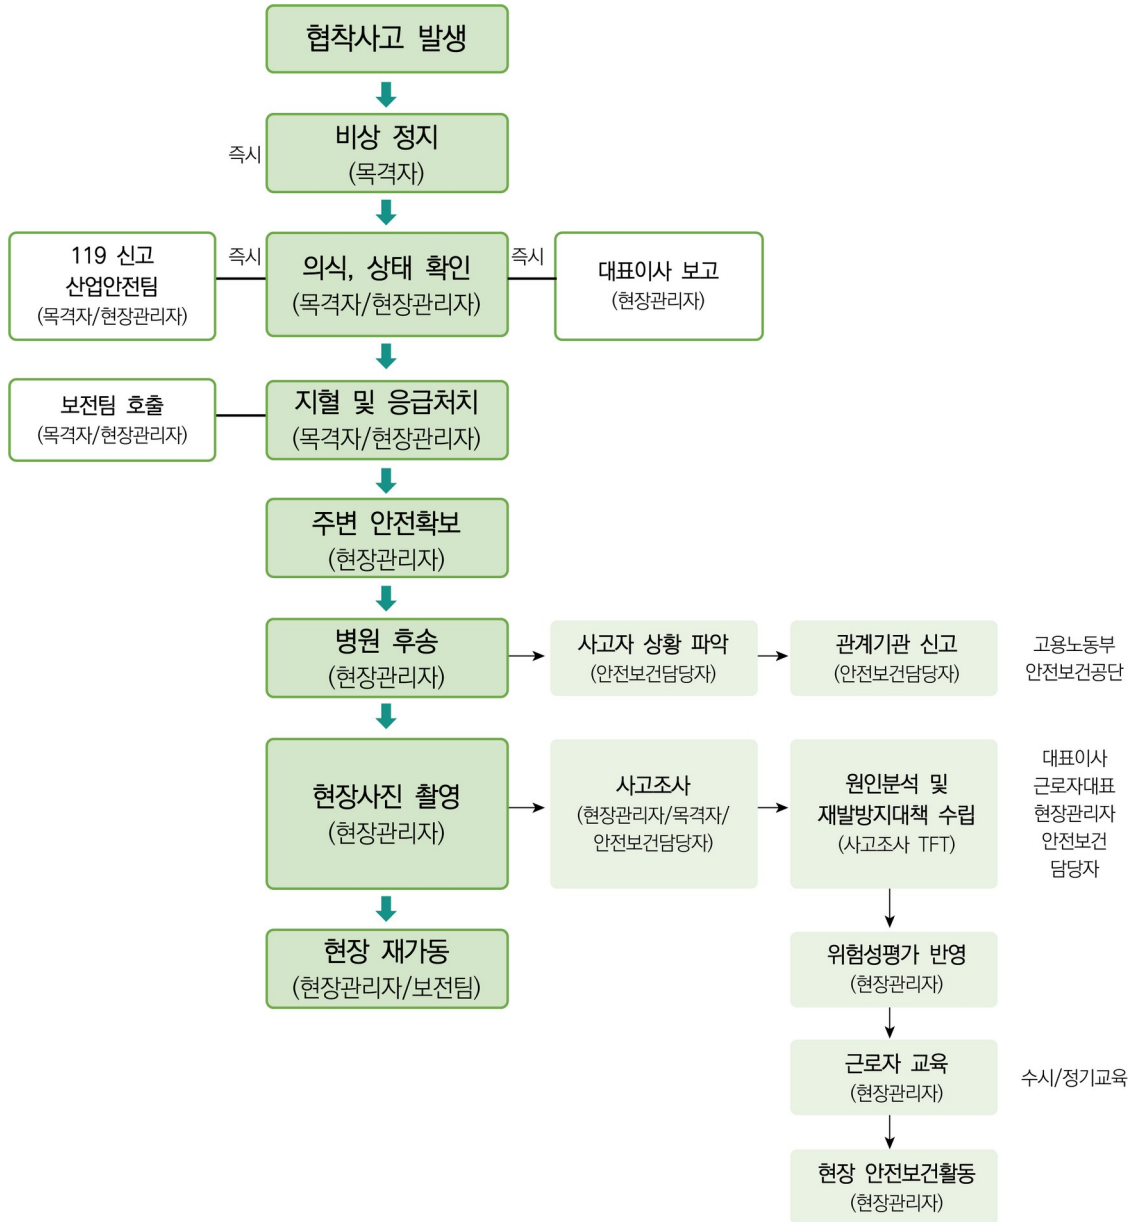 협착사고 발생
즉시
비상 정지
(목격자)
119 신고
산업안전팀
(목격자/현장관리자)
즉시
의식, 상태 확인
(목격자/현장관리자)
즉시
대표이사 보고
(현장관리자)
보전팀 호출
(목격자/현장관리자)
지혈 및 응급처치
(목격자/현장관리자)
주변 안전확보
(현장관리자)
병원 후송
(현장관리자)
사고자 상황 파악
(안전보건담당자)
관계기관 신고
(안전보건담당자)
고용노동부
안전보건공단
현장사진 촬영
(현장관리자)
사고조사
(현장관리자/목격자/
안전보건담당자)
원인분석 및
재발방지대책 수립
(사고조사 TFT)
대표이사
근로자대표
현장관리자
안전보건
담당자
현장 재가동
(현장관리자/보전팀)
위험성평가 반영
(현장관리자)
근로자 교육
(현장관리자)
수시/정기교육
현장 안전보건활동
(현장관리자)